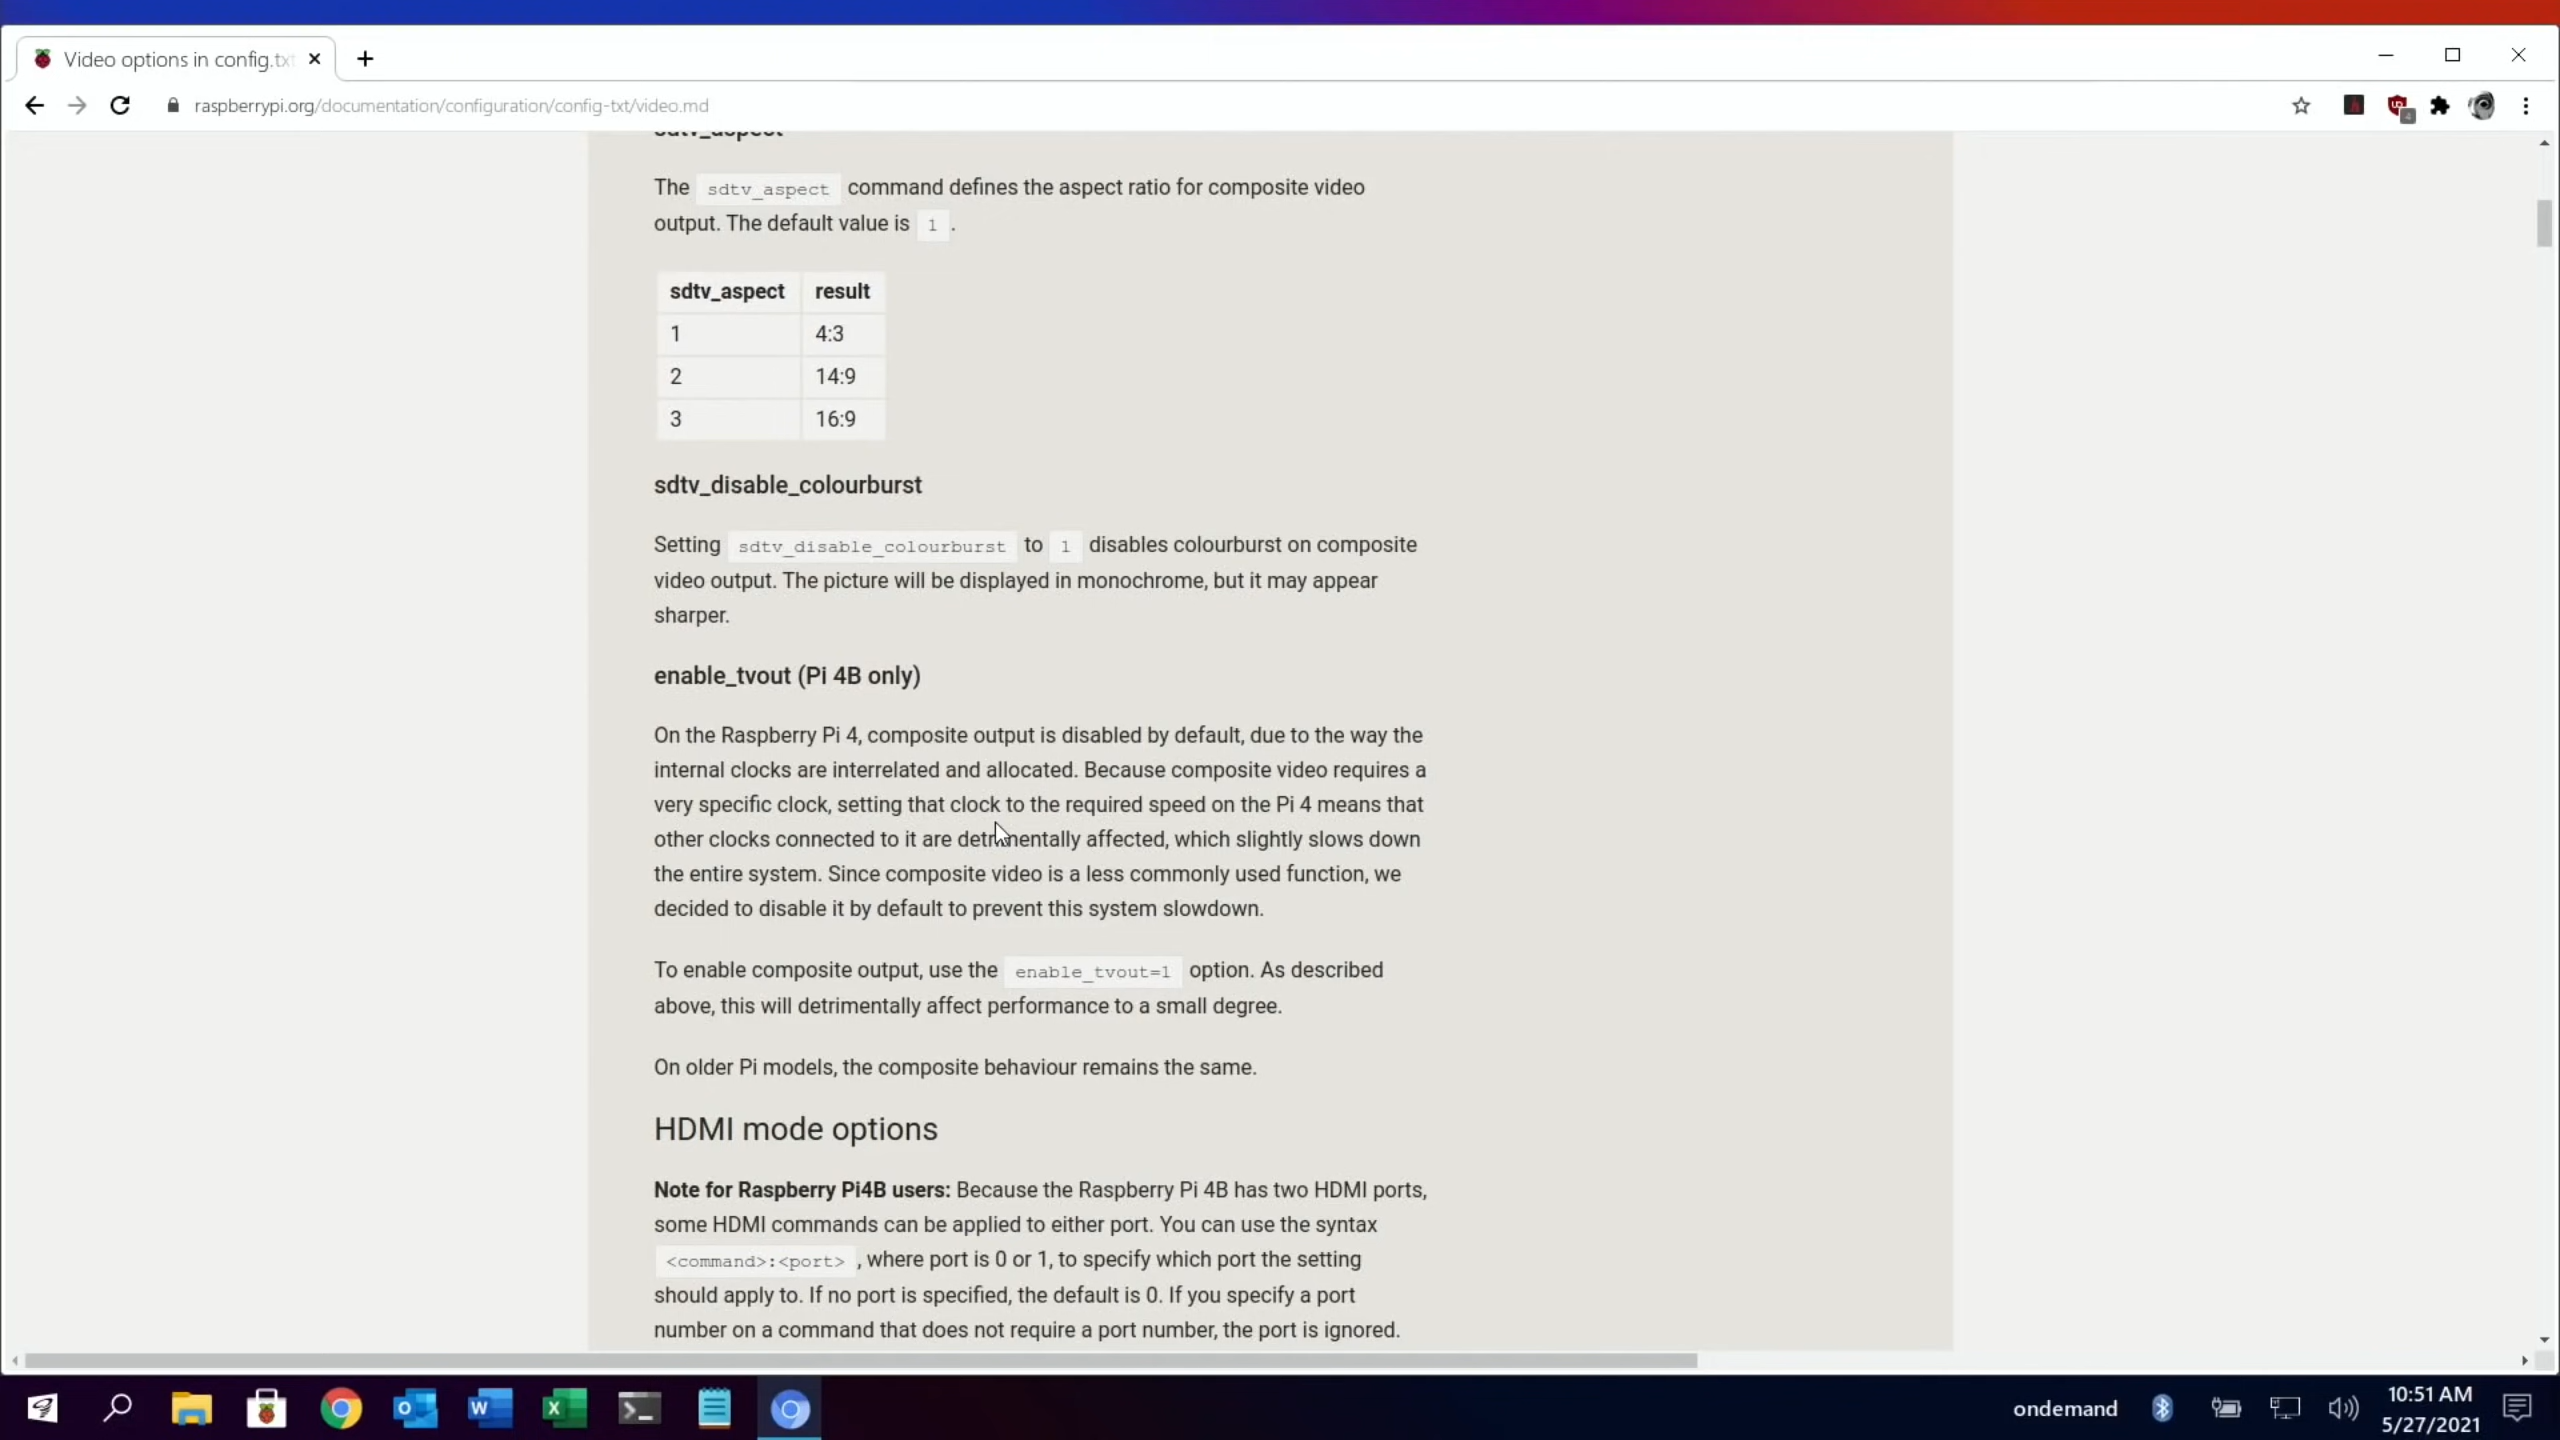 Video options in config.txt
raspberrypi.org/documentation/configuration/config-txt/video.md
sdtv_aspect
The sdtv_aspect command defines the aspect ratio for composite video
output. The default value is 1 .
sdtv_aspect result
1 4:3
2 14:9
3 16:9
sdtv_disable_colourburst
Setting sdtv_disable_colourburst to 1 disables colourburst on composite
video output. The picture will be displayed in monochrome, but it may appear
sharper.
enable_tvout (Pi 4B only)
On the Raspberry Pi 4, composite output is disabled by default, due to the way the
internal clocks are interrelated and allocated. Because composite video requires a
very specific clock, setting that clock to the required speed on the Pi 4 means that
other clocks connected to it are detrimentally affected, which slightly slows down
the entire system. Since composite video is a less commonly used function, we
decided to disable it by default to prevent this system slowdown.
To enable composite output, use the enable_tvout=1 option. As described
above, this will detrimentally affect performance to a small degree.
On older Pi models, the composite behaviour remains the same.
HDMI mode options
Note for Raspberry Pi4B users: Because the Raspberry Pi 4B has two HDMI ports,
some HDMI commands can be applied to either port. You can use the syntax
<command>:<port> , where port is 0 or 1, to specify which port the setting
should apply to. If no port is specified, the default is 0. If you specify a port
number on a command that does not require a port number, the port is ignored.
ondemand
10:51 AM
5/27/2021